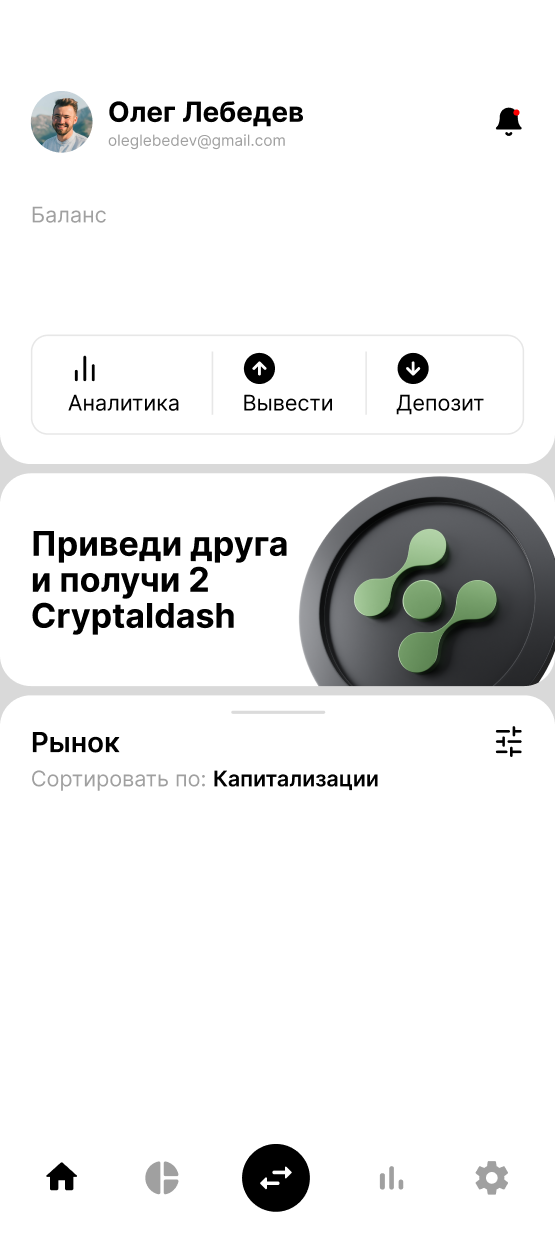 Олег Лебедев
oleglebedev@gmail.com
Баланс
Аналитика
Вывести
Депозит
Приведи друга
и получи 2
Cryptaldash
Рынок
Сортировать по: Капитализации